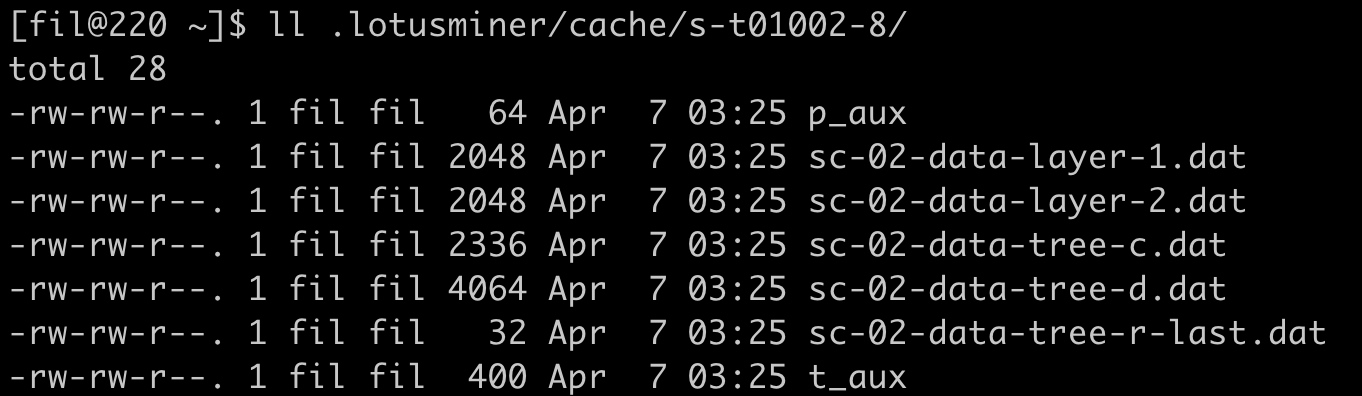 [fil@220 ~]$ ll .lotusminer/cache/s-t01002-8/
total 28
-rw-rw-r--. 1 fil fil   64 Apr  7 03:25 p_aux
-rw-rw-r--. 1 fil fil 2048 Apr  7 03:25 sc-02-data-layer-1.dat
-rw-rw-r--. 1 fil fil 2048 Apr  7 03:25 sc-02-data-layer-2.dat
-rw-rw-r--. 1 fil fil 2336 Apr  7 03:25 sc-02-data-tree-c.dat
-rw-rw-r--. 1 fil fil 4064 Apr  7 03:25 sc-02-data-tree-d.dat
-rw-rw-r--. 1 fil fil   32 Apr  7 03:25 sc-02-data-tree-r-last.dat
-rw-rw-r--. 1 fil fil  400 Apr  7 03:25 t_aux